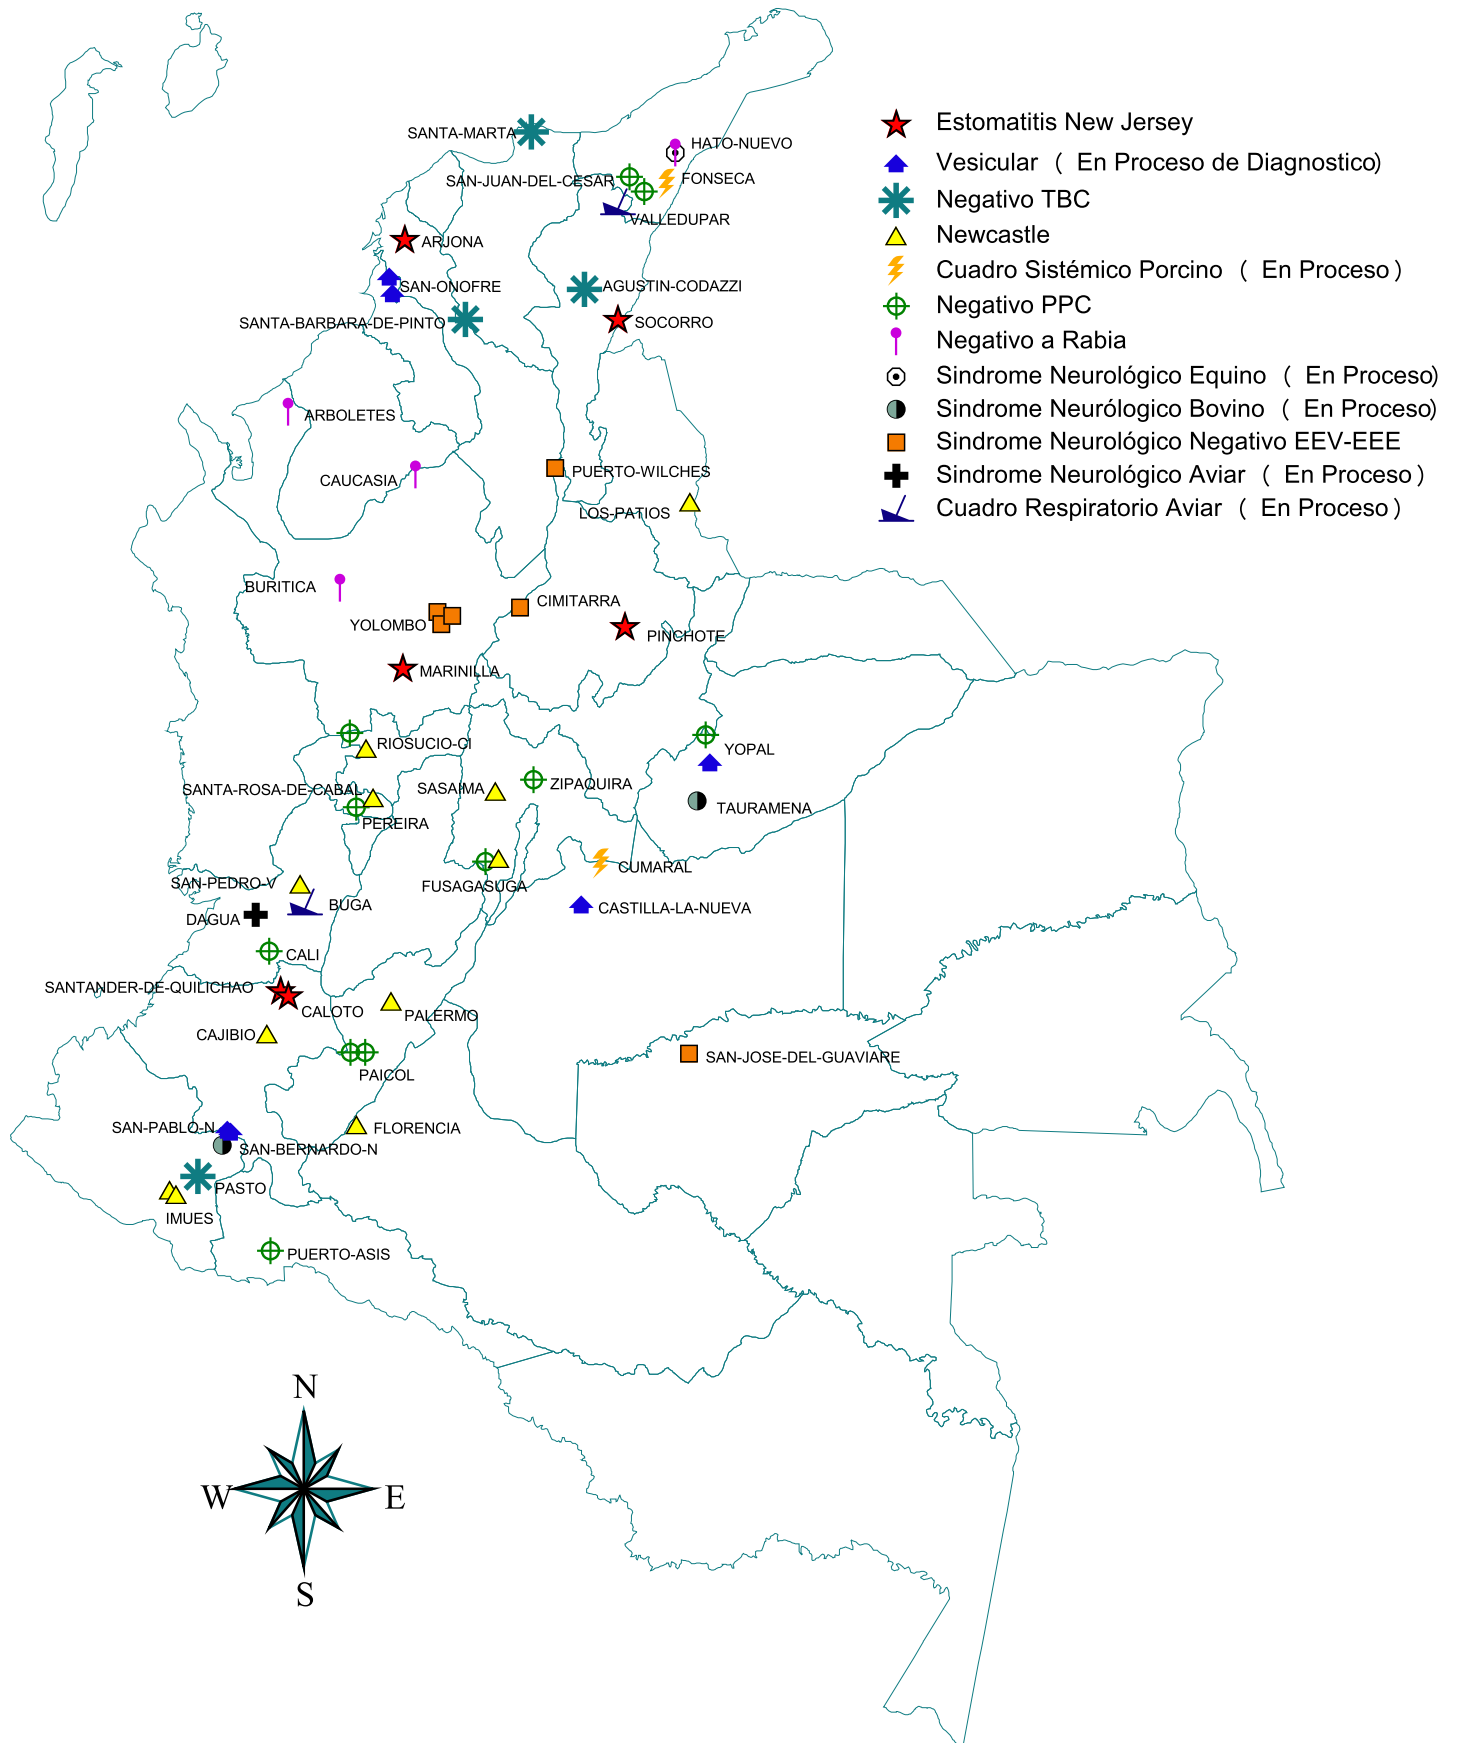 Estomatitis New Jersey
Vesicular ( En Proceso de Diagnostico)
Negativo TBC
Newcastle
Cuadro Sistémico Porcino ( En Proceso)
Negativo PPC
Negativo a Rabia
Sindrome Neurológico Equino ( En Proceso)
Sindrome Neurólogico Bovino ( En Proceso)
Sindrome Neurológico Negativo EEV-EEE
Sindrome Neurológico Aviar ( En Proceso)
Cuadro Respiratorio Aviar ( En Proceso)
SANTA-MARTA
HATO-NUEVO
SAN-JUAN-DEL-CESAR
FONSECA
VALLEDUPAR
ARJONA
SAN-ONOFRE
AGUSTIN-CODAZZI
SANTA-BARBARA-DE-PINTO
SOCORRO
ARBOLETES
CAUCASIA
PUERTO-WILCHES
LOS-PATIOS
BURITICA
CIMITARRA
YOLOMBO
PINCHOTE
MARINILLA
RIOSUCIO-Cl
YOPAL
SANTA-ROSA-DE-CABAL
SASAIMA
ZIPAQUIRA
TAURAMENA
PEREIRA
CUMARAL
SAN-PEDRO-V
FUSAGASUGA
BUGA
CASTILLA-LA-NUEVA
DAGUA
CALI
SANTANDER-DE-QUILICHAO
CALOTO
PALERMO
CAJIBIO
SAN-JOSE-DEL-GUAVIARE
PAICOL
SAN-PABLO-N
FLORENCIA
SAN-BERNARDO-N
PASTO
IMUES
PUERTO-ASIS
N
W
E
S